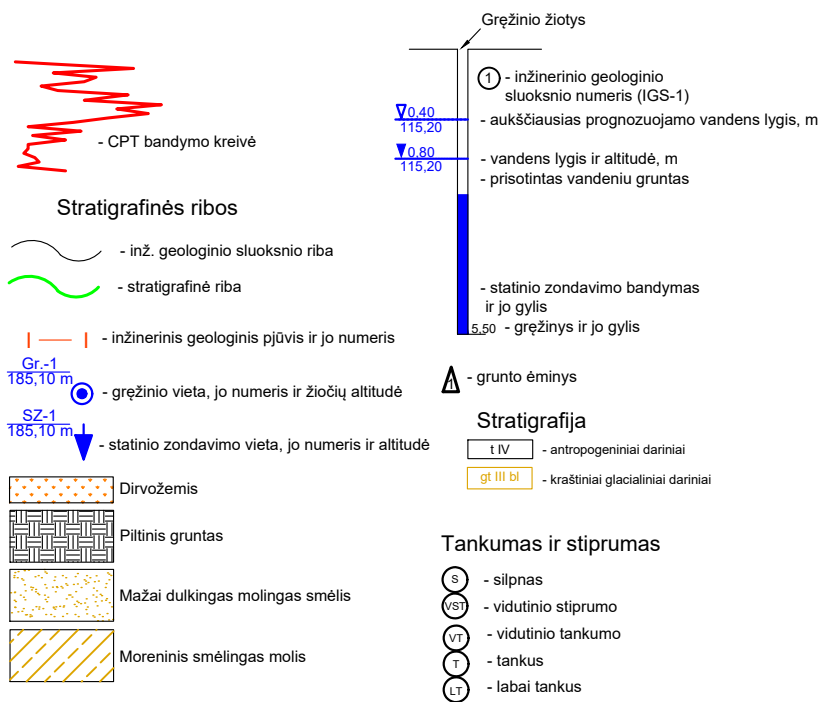 - CPT bandymo kreivė
Stratigrafinės ribos
- inž. geologinio sluoksnio riba
- stratigrafinė riba
- inžinerinis geologinis pjūvis ir jo numeris
Gr.-1
185,10 m
- gręžinio vieta, jo numeris ir žiočių altitudė
SZ-1
185,10 m
- statinio zondavimo vieta, jo numeris ir altitudė
Dirvožemis
Piltinis gruntas
Mažai dulkingas molingas smėlis
Moreninis smėlingas molis
Gręžinio žiotys
1 - inžinerinio geologinio
sluoksnio numeris (IGS-1)
0,40
115,20
- aukščiausias prognozuojamo vandens lygis, m
0,80
115,20
- vandens lygis ir altitudė, m
- prisotintas vandeniu gruntas
- statinio zondavimo bandymas
ir jo gylis
5,50 - gręžinys ir jo gylis
1 - grunto ėminys
Stratigrafija
t IV - antropogeniniai dariniai
gt III bl - kraštiniai glacialiniai dariniai
Tankumas ir stiprumas
S - silpnas
VST - vidutinio stiprumo
VT - vidutinio tankumo
T - tankus
LT - labai tankus